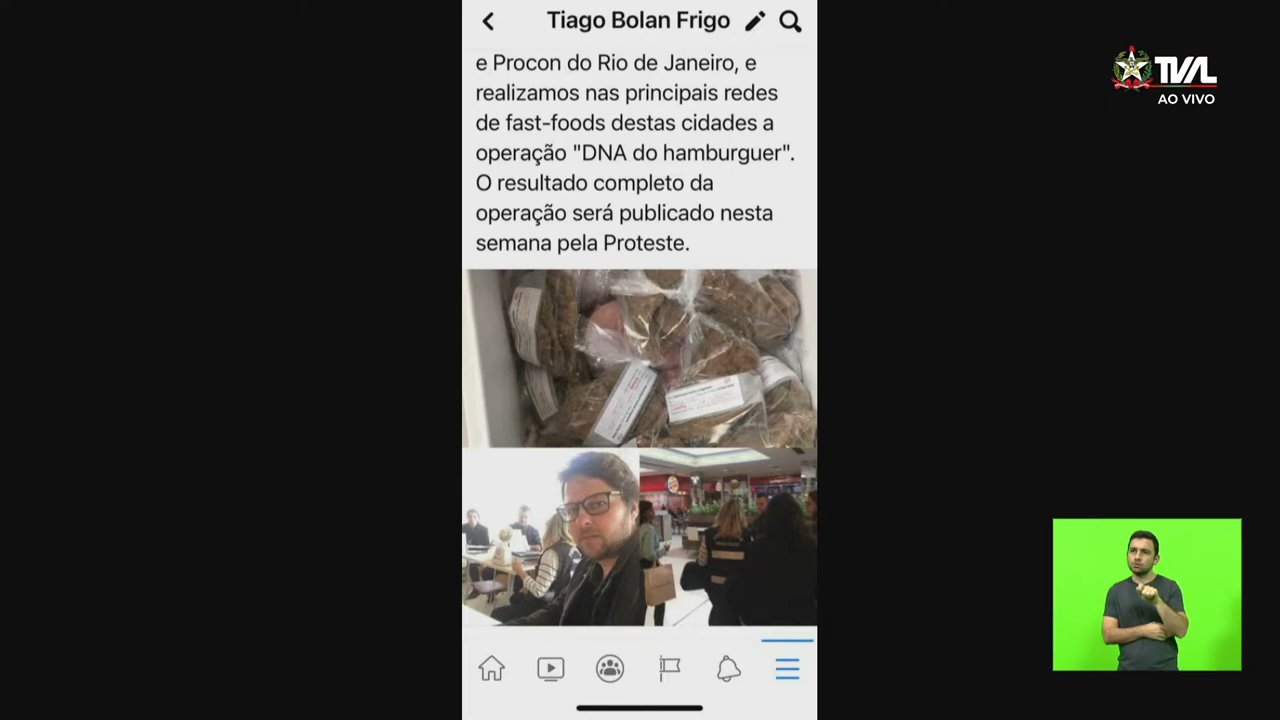 Tiago Bolan Frigo
e Procon do Rio de Janeiro, e
realizamos nas principais redes
de fast-foods destas cidades a
operação "DNA do hamburguer".
O resultado completo da
operação será publicado nesta
semana pela Proteste.
TVAL
AO VIVO